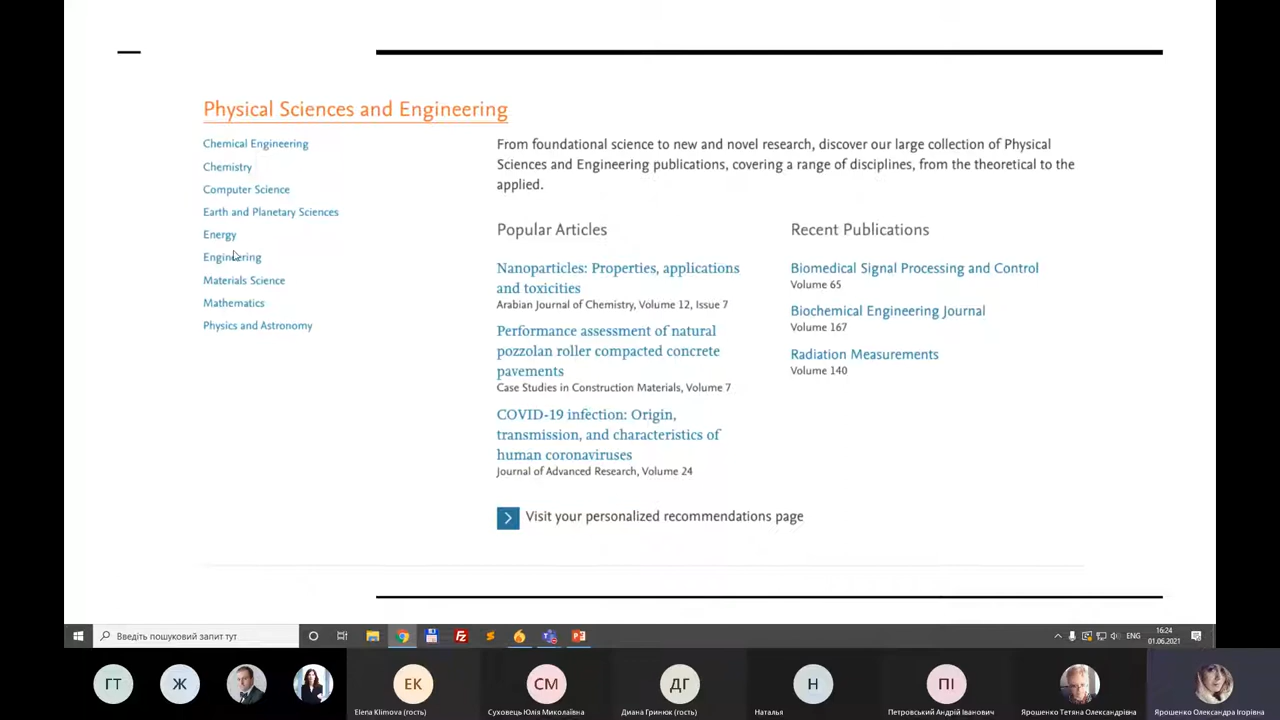 Physical Sciences and Engineering
Chemical Engineering
Chemistry
Computer Science
Earth and Planetary Sciences
Energy
Engineering
Materials Science
Mathematics
Physics and Astronomy
From foundational science to new and novel research, discover our large collection of Physical
Sciences and Engineering publications, covering a range of disciplines, from the theoretical to the
applied.
Popular Articles
Nanoparticles: Properties, applications
and toxicities
Arabian Journal of Chemistry, Volume 12, Issue 7
Performance assessment of natural
pozzolan roller compacted concrete
pavements
Case Studies in Construction Materials, Volume 7
COVID-19 infection: Origin,
transmission, and characteristics of
human coronaviruses
Journal of Advanced Research, Volume 24
Recent Publications
Biomedical Signal Processing and Control
Volume 65
Biochemical Engineering Journal
Volume 167
Radiation Measurements
Volume 140
Visit your personalized recommendations page
Введіть пошуковий запит тут
ENG
16:24
01.06.2021
ГТ
Ж
ЕК
Elena Klimova (гость)
СМ
Суховець Юлія Миколаївна
ДГ
Диана Гринюк (гость)
Н
Наталья
ПІ
Петровський Андрій Іванович
Ярошенко Тетяна Олександрівна
Ярошенко Олександра Ігорівна